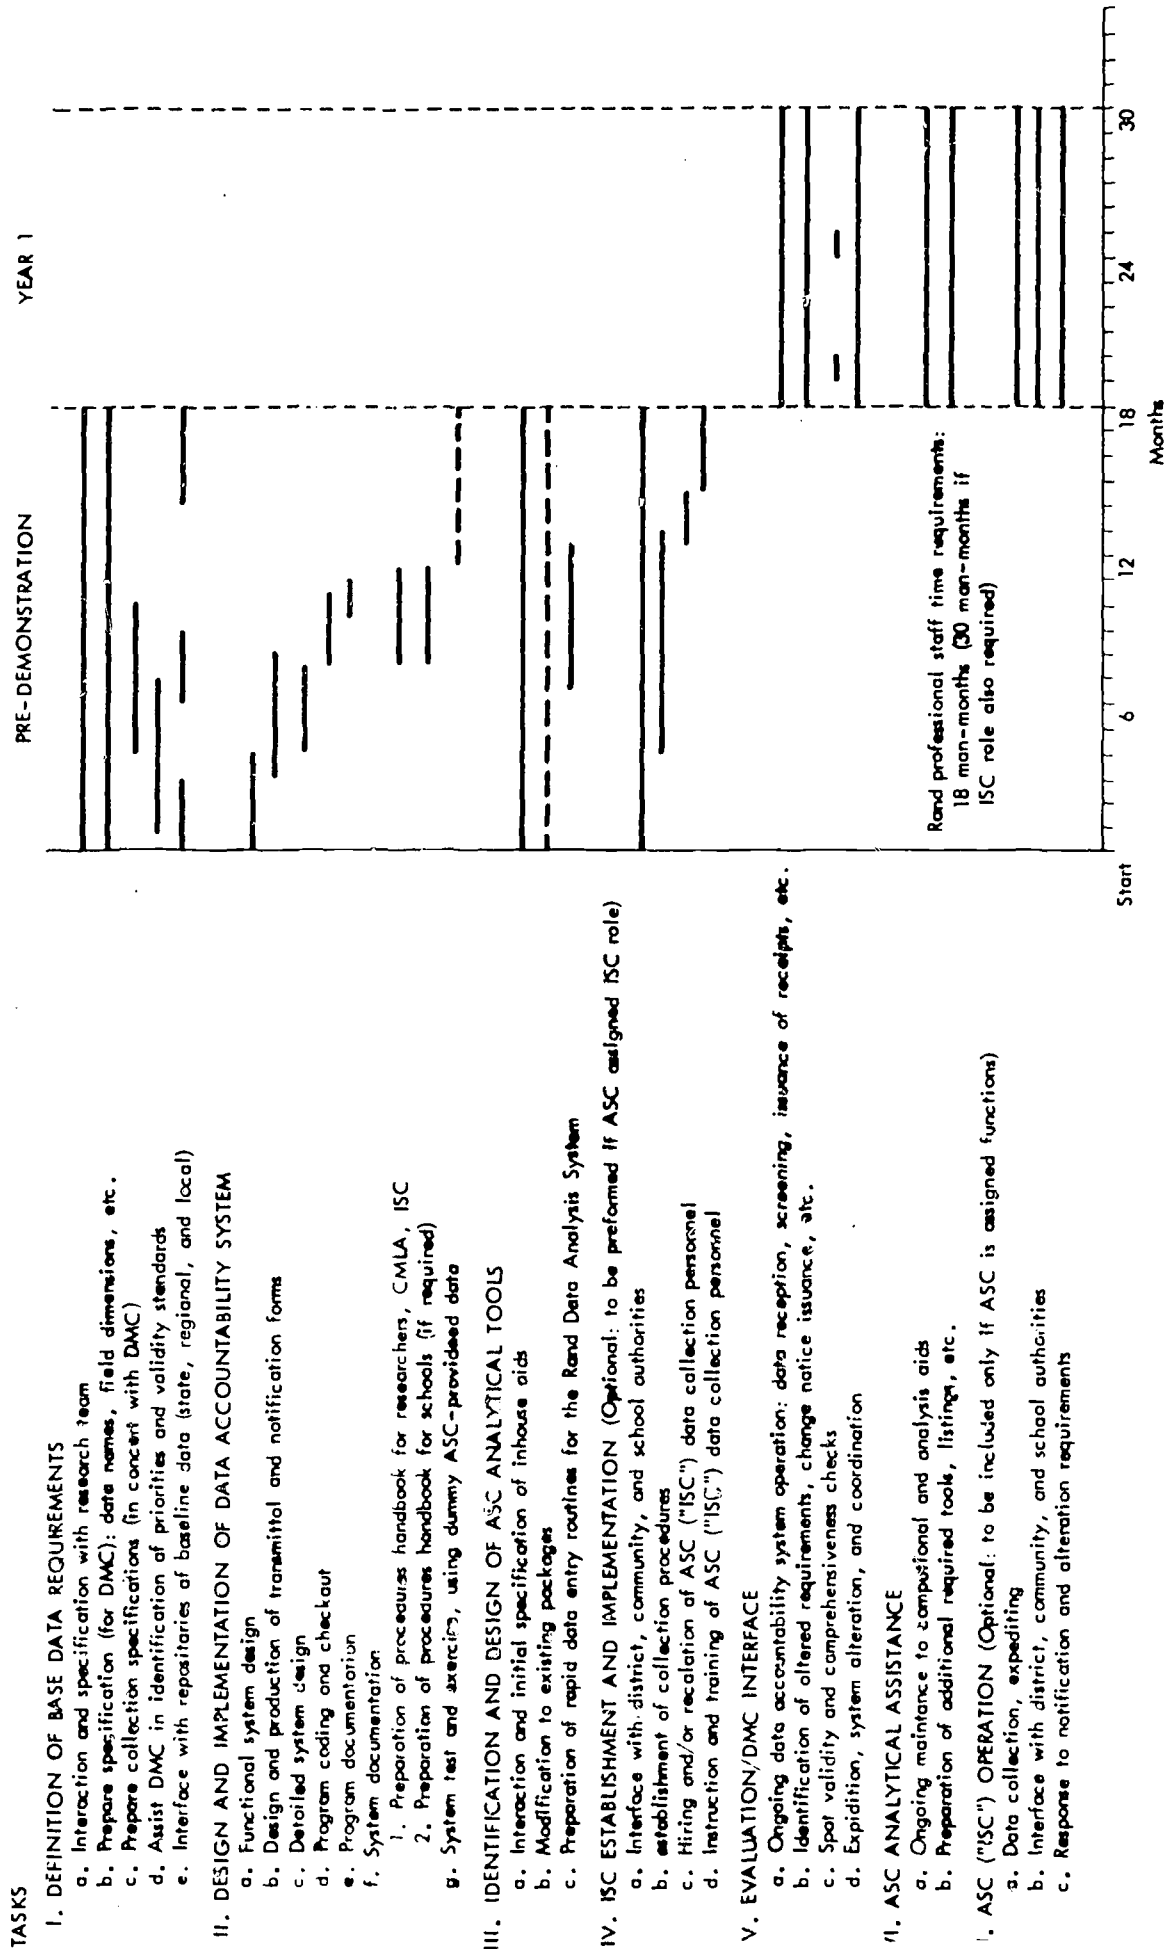 TASKS
PRE-DEMONSTRATION
YEAR 1
I. DEFINITION OF BASE DATA REQUIREMENTS
a. Interaction and specification with research team
b. Prepare specification (for DMC): data names, field dimensions, etc.
c. Prepare collection specifications (in concert with DMC)
d. Assist DMC in identification of priorities and validity standards
e. Interface with repositaries of baseline data (state, regional, and local)
II. DESIGN AND IMPLEMENTATION OF DATA ACCOUNTABILITY SYSTEM
a. Functional system design
b. Design and production of transmittal and notification forms
c. Detailed system design
d. Program coding and checkout
e. Program documentation
f. System documentation
1. Preparation of procedures handbook for researchers, CMLA, ISC
2. Preparation of procedures handbook for schools (if required)
g. System test and exercise, using dummy ASC-provideed data
III. IDENTIFICATION AND DESIGN OF ASC ANALYTICAL TOOLS
a. Interaction and initial specification of inhouse aids
b. Modification to existing packages
c. Preparation of rapid data entry routines for the Rand Data Analysis System
IV. ISC ESTABLISHMENT AND IMPLEMENTATION (Optional: to be preformed if ASC assigned ISC role)
a. Interface with district, community, and school authorities
b. establishment of collection procedures
c. Hiring and/or recalation of ASC ("ISC") data collection personnel
d. Instruction and training of ASC ("ISC") data collection personnel
V. EVALUATION/DMC INTERFACE
a. Ongoing data accountability system operation: data reception, screening, issuance of receipts, etc.
b. Identification of altered requirements, change notice issuance, etc.
c. Spot validity and comprehensiveness checks
d. Expidition, system alteration, and coordination
VI. ASC ANALYTICAL ASSISTANCE
a. Ongoing maintance to computional and analysis aids
b. Preparation of additional required tools, listings, etc.
I. ASC ("ISC") OPERATION (Optional: to be included only if ASC is assigned functions)
a. Data collection, expediting
b. Interface with district, community, and school authorities
c. Response to notification and alteration requirements
Rand professional staff time requirements:
18 man-months (30 man-months if
ISC role also required)
Start
6
12
18
24
30
Months